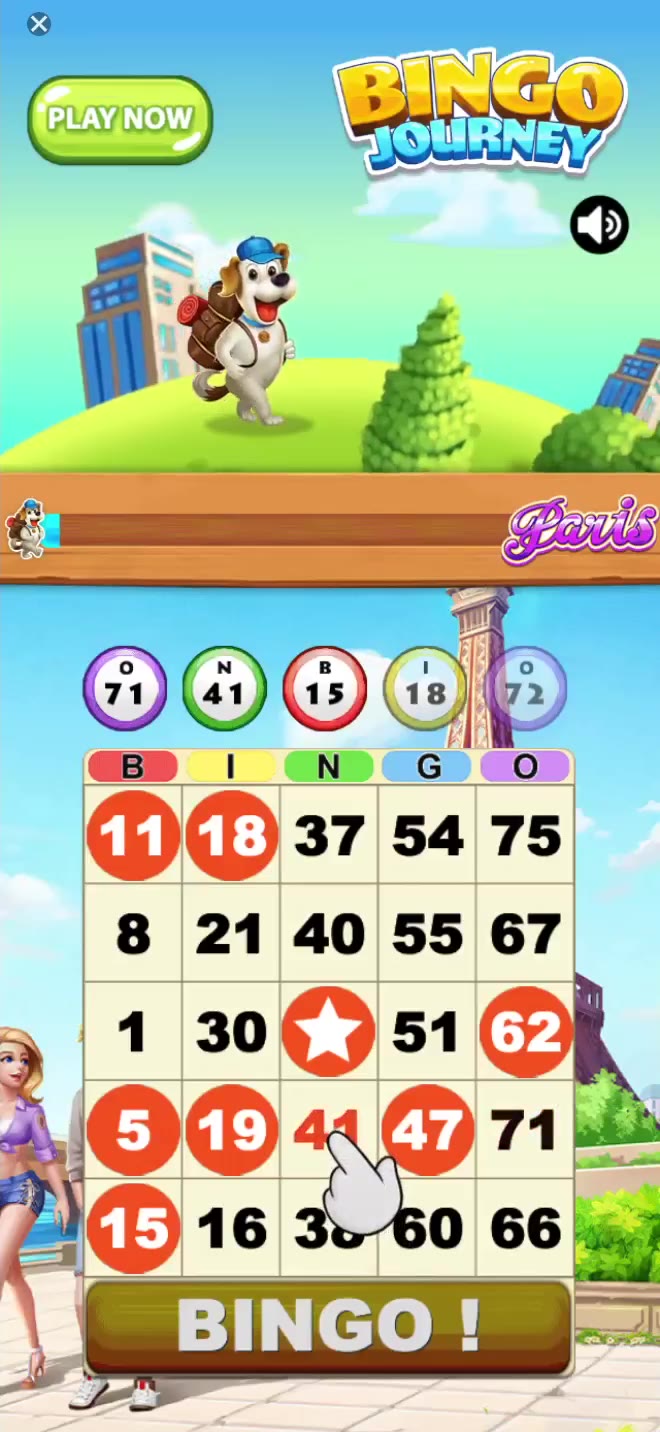 PLAY NOW
BINGO
JOURNEY
Paris
O N B I O
71 41 15 18 72
B I N G O
11 18 37 54 75
8 21 40 55 67
1 30 51 62
5 19 41 47 71
15 16 38 60 66
BINGO !